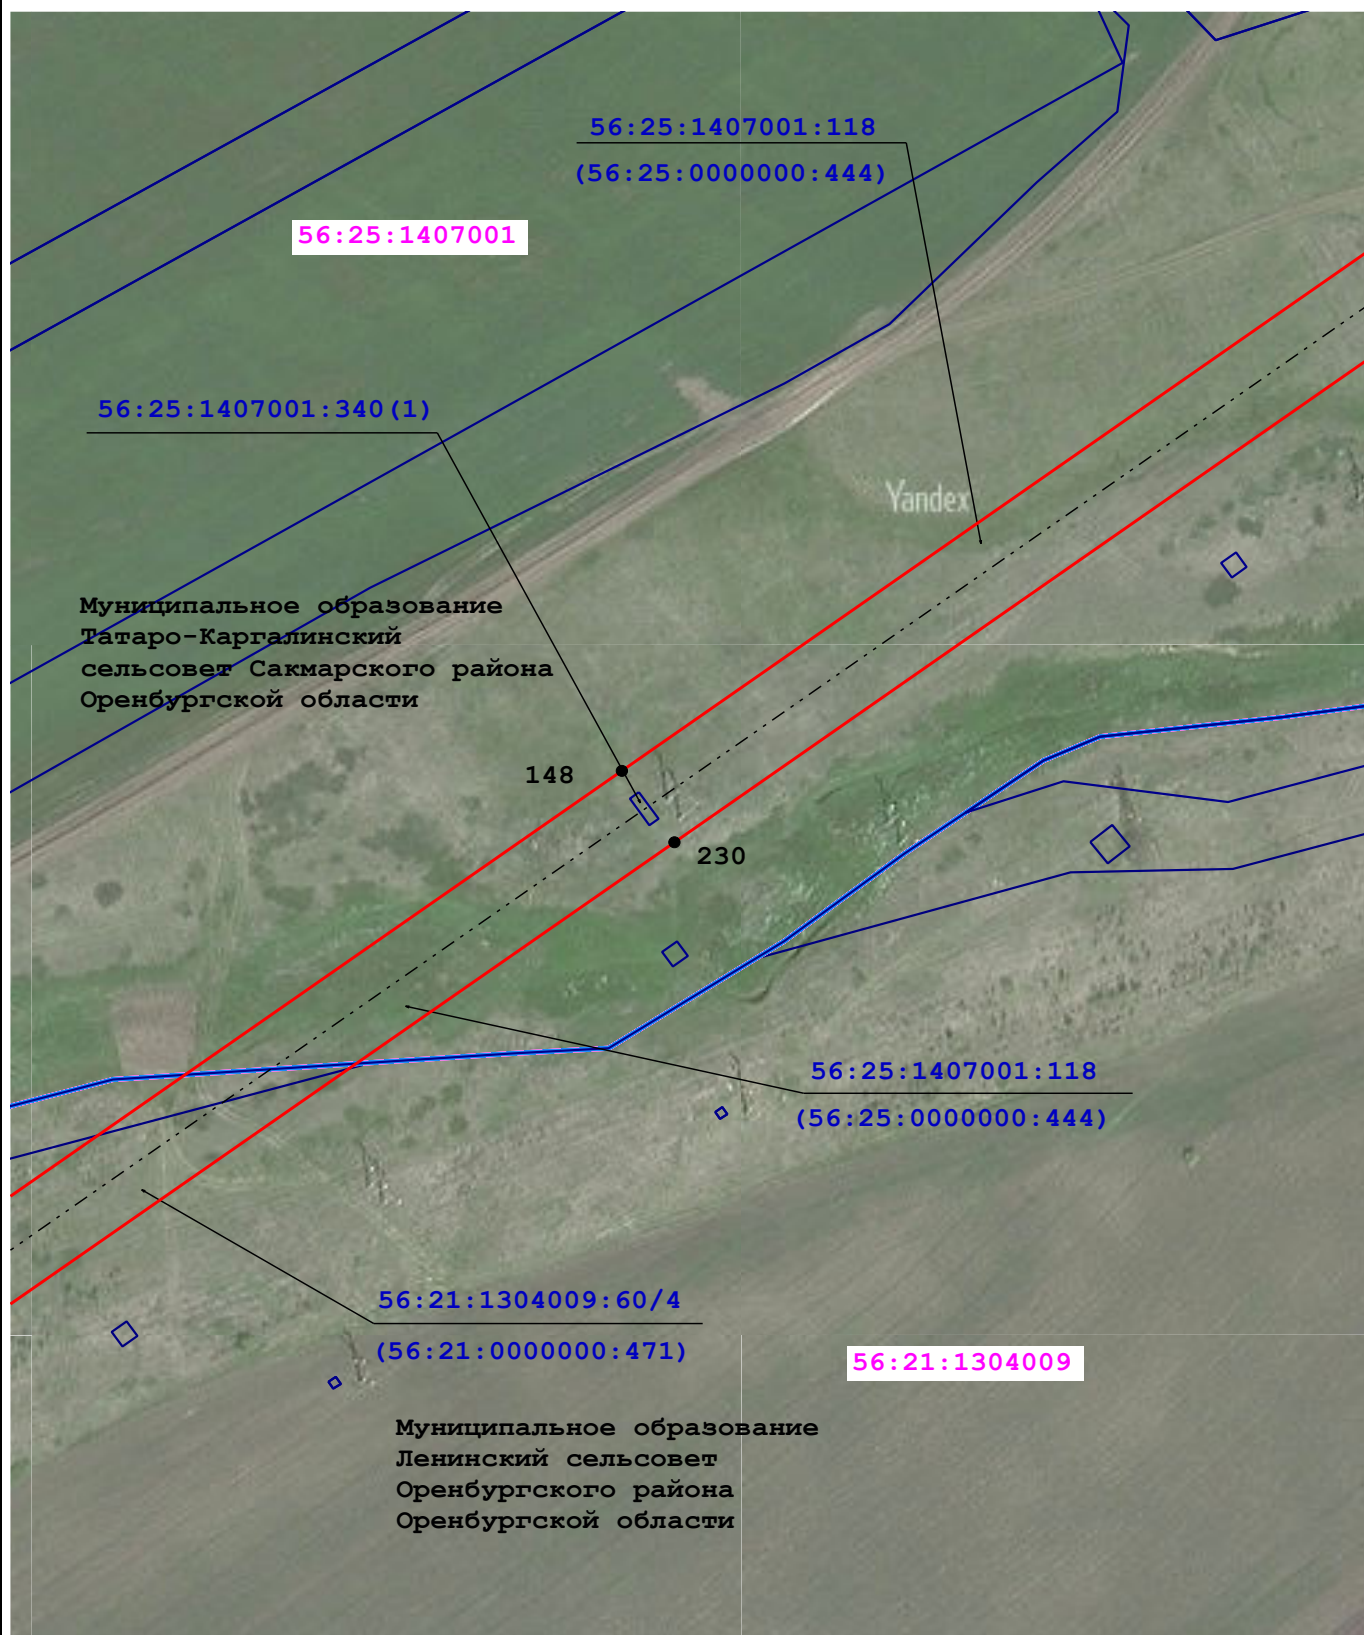 56:25:1407001:118
(56:25:0000000:444)
56:25:1407001
56:25:1407001:340(1)
Yandex
Муниципальное образование
Татаро-Каргалинский
сельсовет Сакмарского района
Оренбургской области
148
230
56:25:1407001:118
(56:25:0000000:444)
56:21:1304009:60/4
(56:21:0000000:471)
56:21:1304009
Муниципальное образование
Ленинский сельсовет
Оренбургского района
Оренбургской области